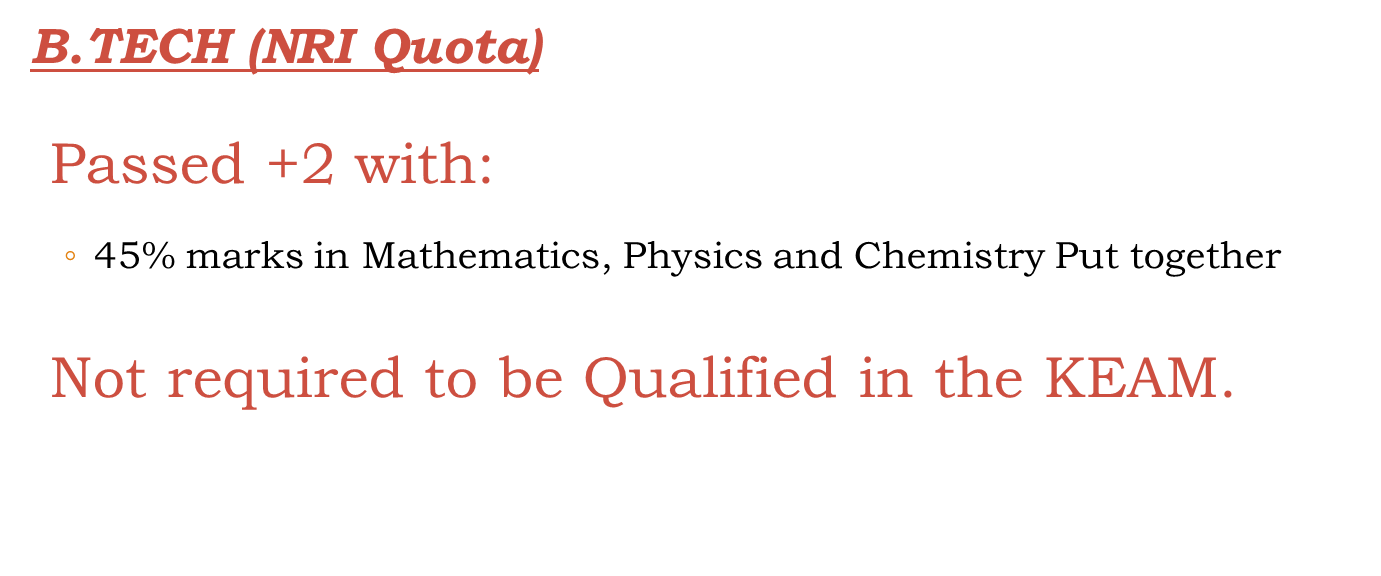 B.TECH (NRI Quota)
Passed +2 with:
◦ 45% marks in Mathematics, Physics and Chemistry Put together
Not required to be Qualified in the KEAM.